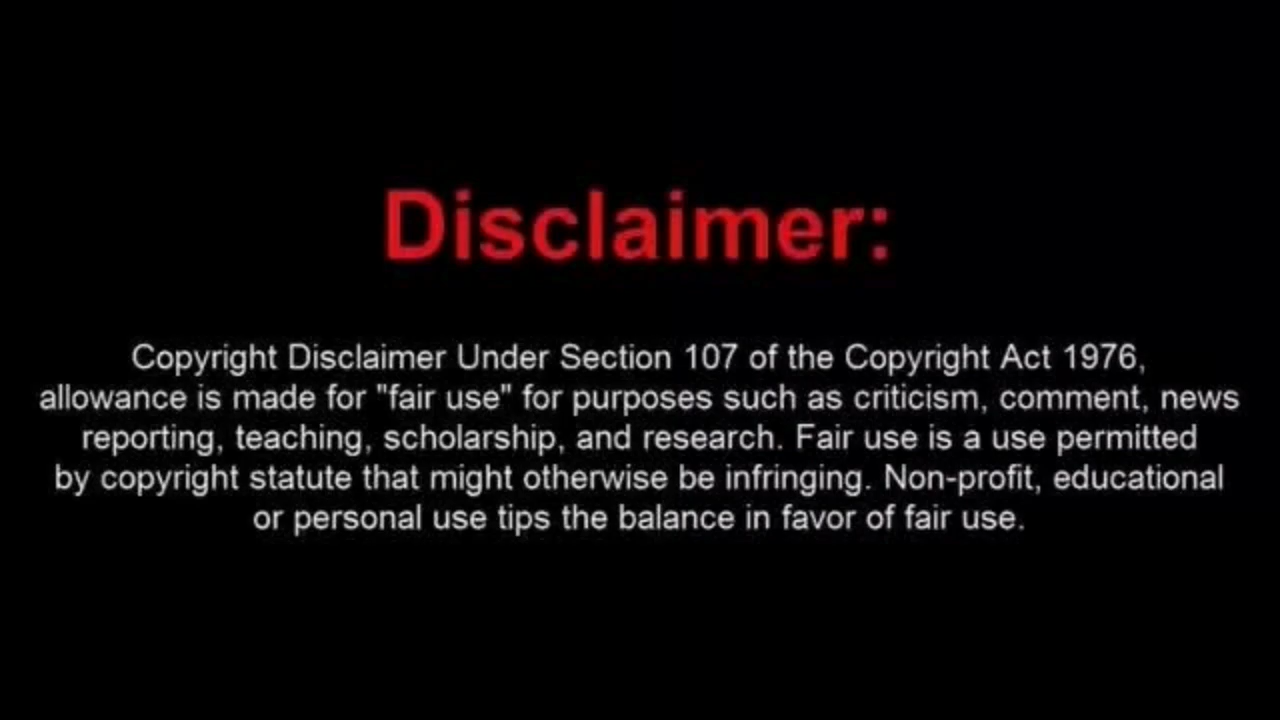 Disclaimer:
Copyright Disclaimer Under Section 107 of the Copyright Act 1976,
allowance is made for "fair use" for purposes such as criticism, comment, news
reporting, teaching, scholarship, and research. Fair use is a use permitted
by copyright statute that might otherwise be infringing. Non-profit, educational
or personal use tips the balance in favor of fair use.